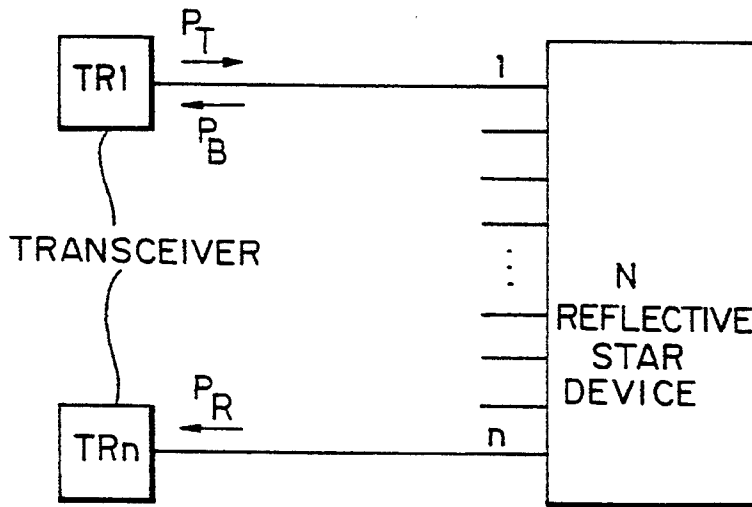 P_T
TR1
1
P_B
TRANSCEIVER
N
REFLECTIVE
STAR
DEVICE
P_R
TRn
n